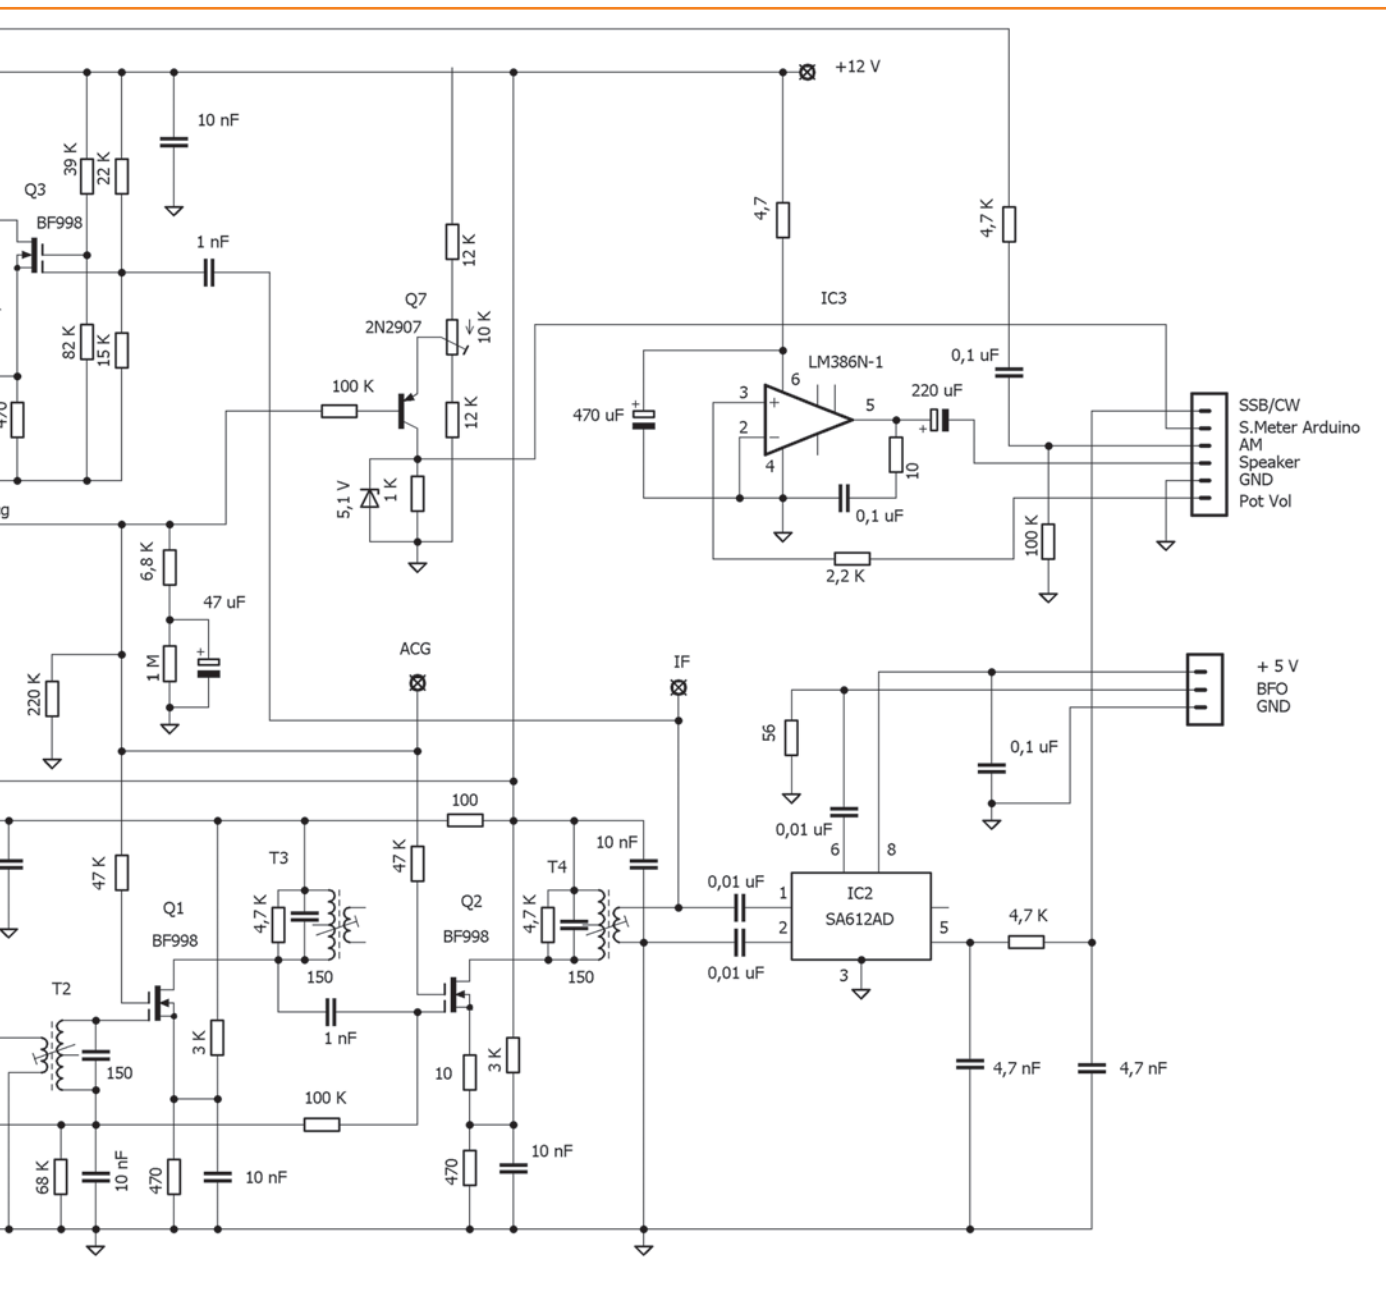 +12 V
10 nF
39 K
22 K
Q3
BF998
1 nF
4,7
4,7 K
12 K
Q7
2N2907
10 K
IC3
82 K
15 K
LM386N-1
0,1 uF
100 K
12 K
470 uF
+
3
6
+
2
−
4
5
220 uF
+
10
0,1 uF
SSB/CW
S.Meter Arduino
AM
Speaker
GND
Pot Vol
470
g
5,1 V
1 K
2,2 K
100 K
6,8 K
47 uF
+
1 M
220 K
ACG
IF
+ 5 V
BFO
GND
56
0,1 uF
0,01 uF
6
8
100
10 nF
47 K
T3
47 K
T4
Q1
BF998
4,7 K
150
Q2
BF998
4,7 K
150
0,01 uF
1
2
0,01 uF
IC2
SA612AD
3
5
4,7 K
T2
150
3 K
1 nF
10
3 K
4,7 nF
4,7 nF
100 K
68 K
10 nF
470
10 nF
470
10 nF